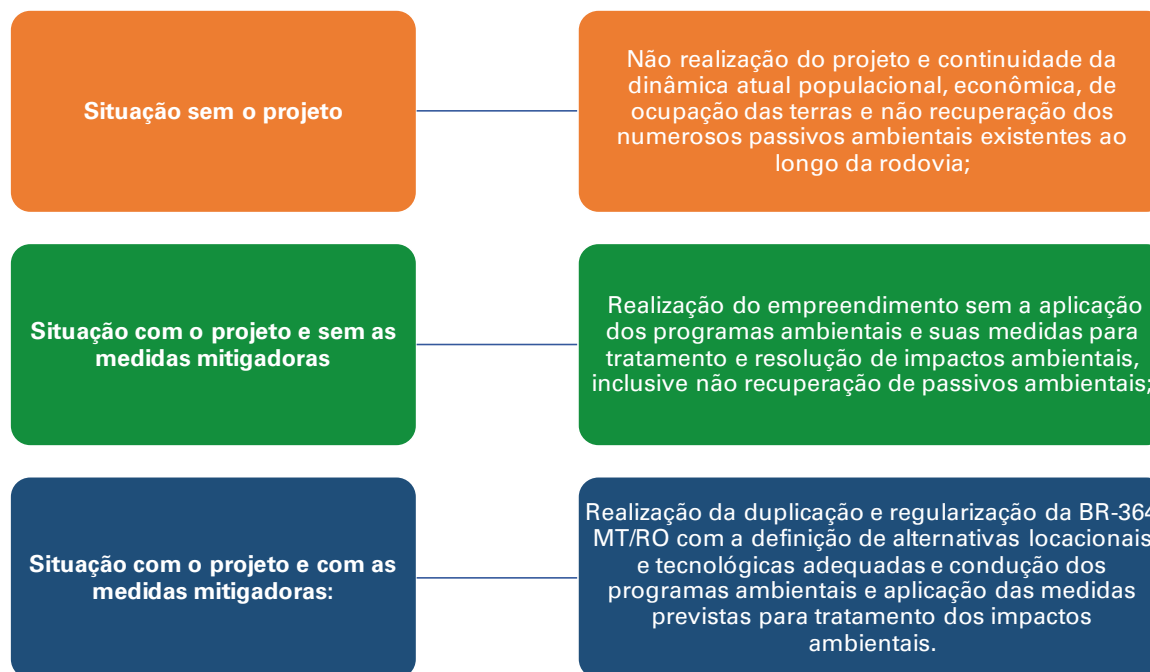 Situação sem o projeto
Não realização do projeto e continuidade da
dinâmica atual populacional, econômica, de
ocupação das terras e não recuperação dos
numerosos passivos ambientais existentes ao
longo da rodovia;
Situação com o projeto e sem as
medidas mitigadoras
Realização do empreendimento sem a aplicação
dos programas ambientais e suas medidas para
tratamento e resolução de impactos ambientais,
inclusive não recuperação de passivos ambientais;
Situação com o projeto e com as
medidas mitigadoras:
Realização da duplicação e regularização da BR-364
MT/RO com a definição de alternativas locacionais
e tecnológicas adequadas e condução dos
programas ambientais e aplicação das medidas
previstas para tratamento dos impactos
ambientais.